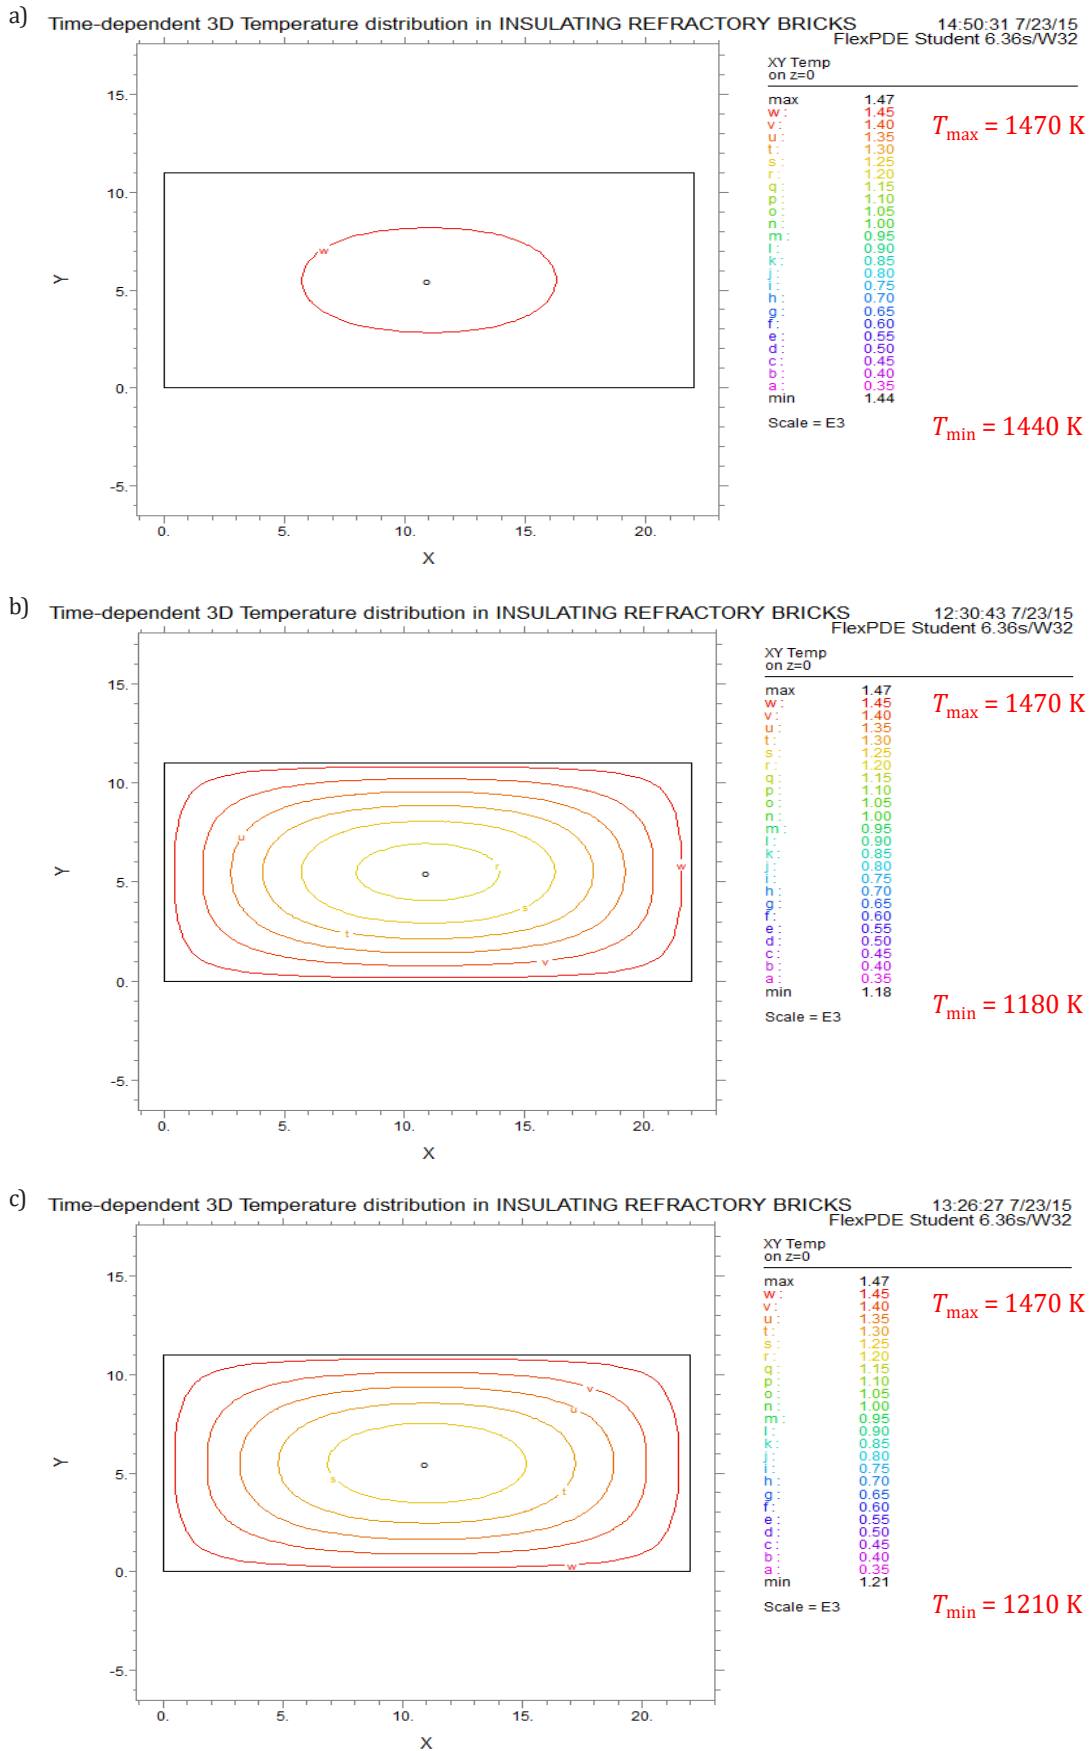 a) Time-dependent 3D Temperature distribution in INSULATING REFRACTORY BRICKS 14:50:31 7/23/15
FlexPDE Student 6.36s/W32
XY Temp
on z=0
max 1.47
w : 1.45
v : 1.40
u : 1.35
t : 1.30
s : 1.25
r : 1.20
q : 1.15
p : 1.10
o : 1.05
n : 1.00
m : 0.95
l : 0.90
k : 0.85
j : 0.80
i : 0.75
h : 0.70
g : 0.65
f : 0.60
e : 0.55
d : 0.50
c : 0.45
b : 0.40
a : 0.35
min 1.44
Scale = E3
Tmax = 1470 K
Tmin = 1440 K
15.
10.
5.
0.
-5.
Y
w
o
0. 5. 10. 15. 20.
X
b) Time-dependent 3D Temperature distribution in INSULATING REFRACTORY BRICKS 12:30:43 7/23/15
FlexPDE Student 6.36s/W32
XY Temp
on z=0
max 1.47
w : 1.45
v : 1.40
u : 1.35
t : 1.30
s : 1.25
r : 1.20
q : 1.15
p : 1.10
o : 1.05
n : 1.00
m : 0.95
l : 0.90
k : 0.85
j : 0.80
i : 0.75
h : 0.70
g : 0.65
f : 0.60
e : 0.55
d : 0.50
c : 0.45
b : 0.40
a : 0.35
min 1.18
Scale = E3
Tmax = 1470 K
Tmin = 1180 K
15.
10.
5.
0.
-5.
Y
u
r
w
o
s
t
v
0. 5. 10. 15. 20.
X
c) Time-dependent 3D Temperature distribution in INSULATING REFRACTORY BRICKS 13:26:27 7/23/15
FlexPDE Student 6.36s/W32
XY Temp
on z=0
max 1.47
w : 1.45
v : 1.40
u : 1.35
t : 1.30
s : 1.25
r : 1.20
q : 1.15
p : 1.10
o : 1.05
n : 1.00
m : 0.95
l : 0.90
k : 0.85
j : 0.80
i : 0.75
h : 0.70
g : 0.65
f : 0.60
e : 0.55
d : 0.50
c : 0.45
b : 0.40
a : 0.35
min 1.21
Scale = E3
Tmax = 1470 K
Tmin = 1210 K
15.
10.
5.
0.
-5.
Y
v
u
o
s
t
w
0. 5. 10. 15. 20.
X